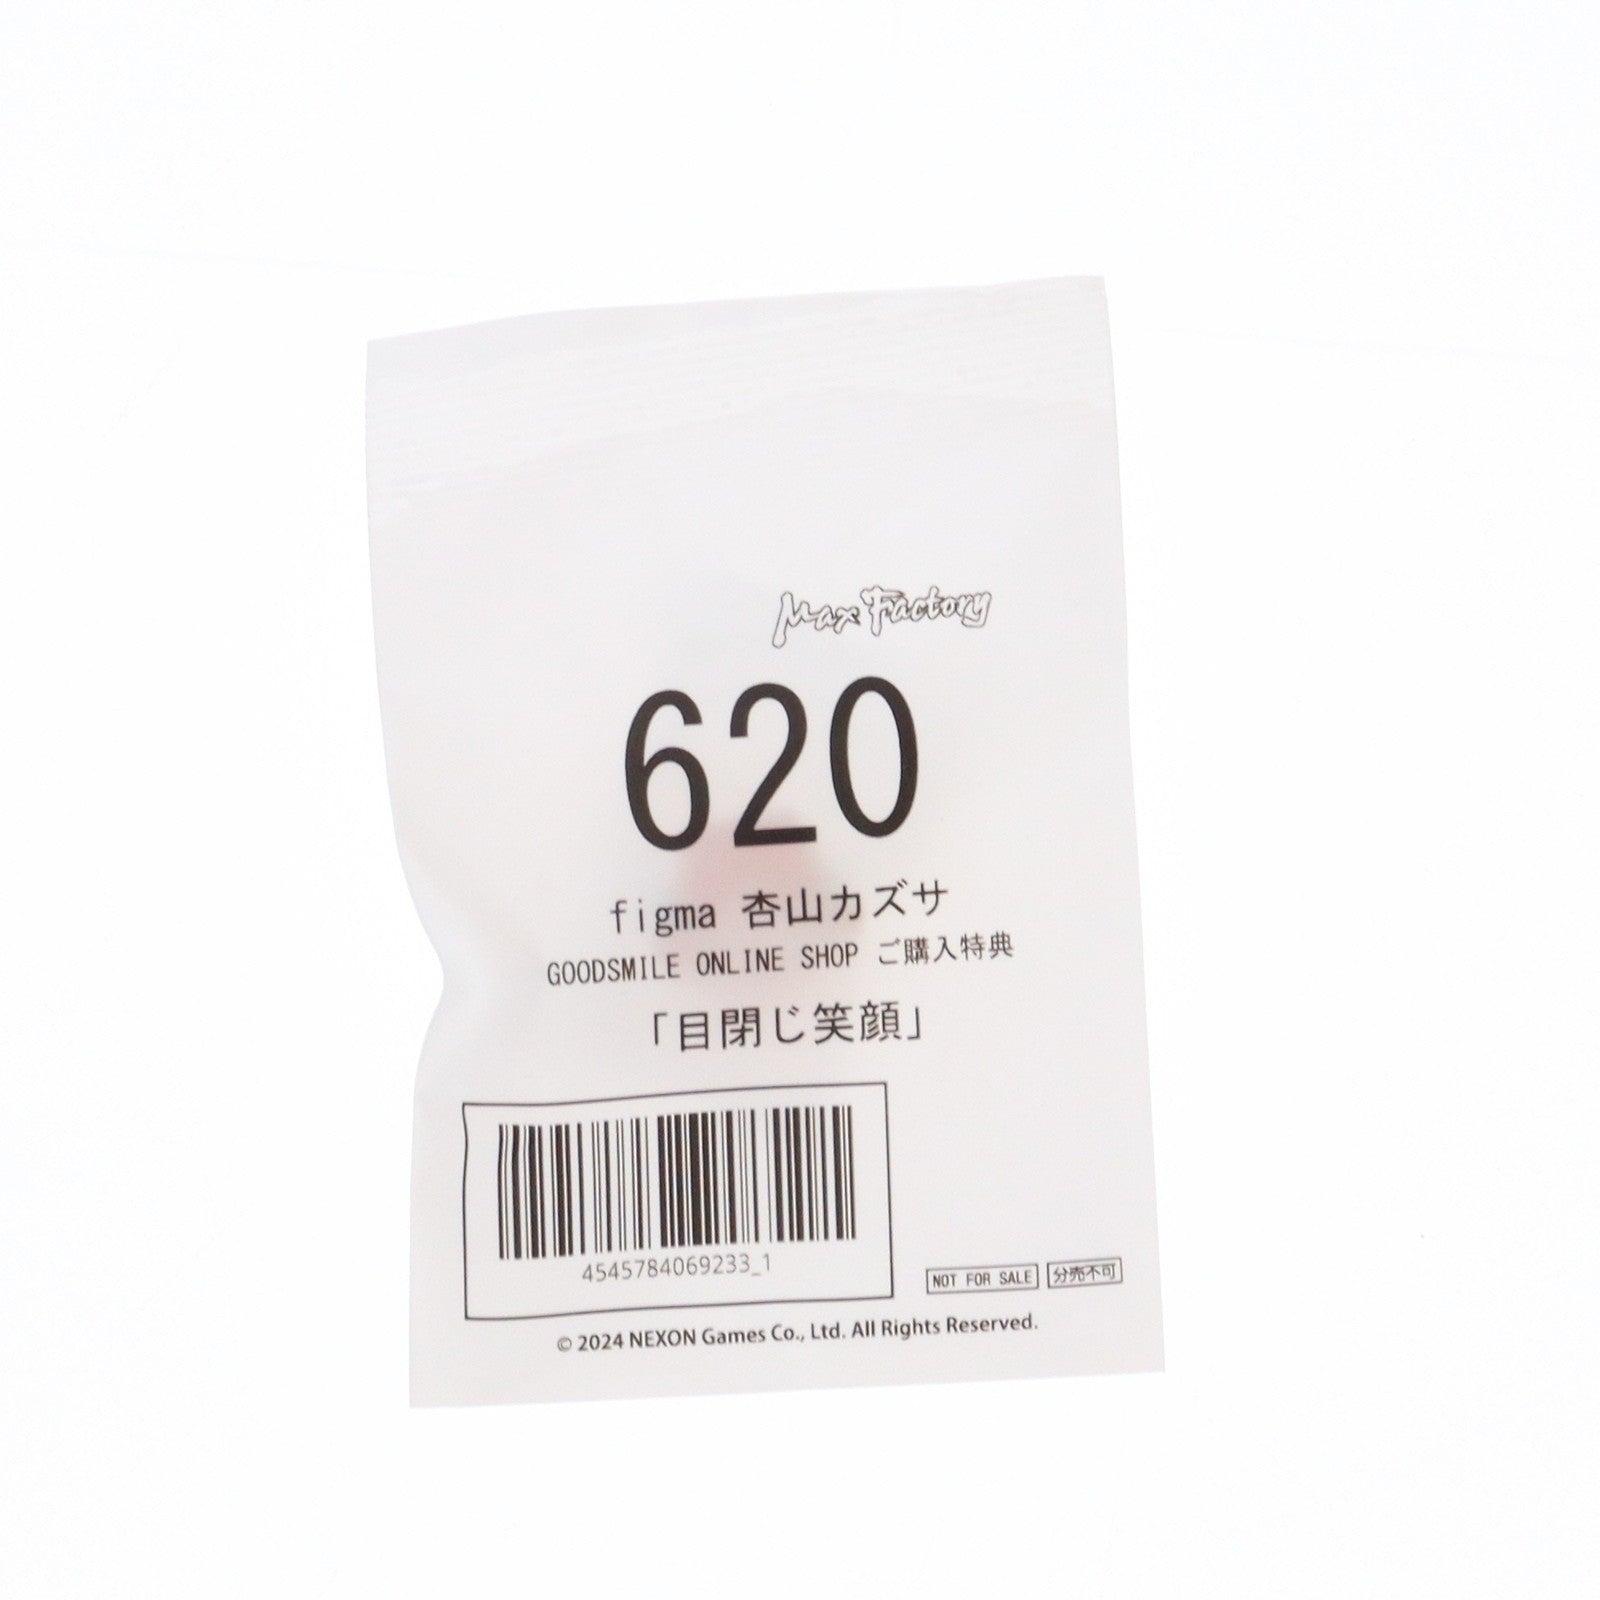 Max Factory
620
figma 杏山カズサ
GOODSMILE ONLINE SHOP ご購入特典
「目閉じ笑顔」
4545784069233_1
NOT FOR SALE 分売不可
© 2024 NEXON Games Co., Ltd. All Rights Reserved.